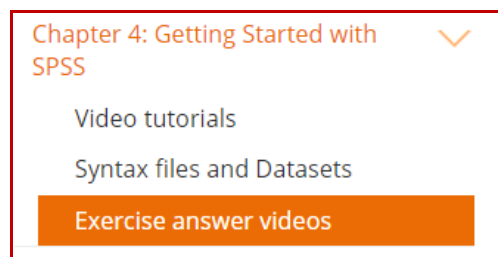 Chapter 4: Getting Started with
SPSS
Video tutorials
Syntax files and Datasets
Exercise answer videos